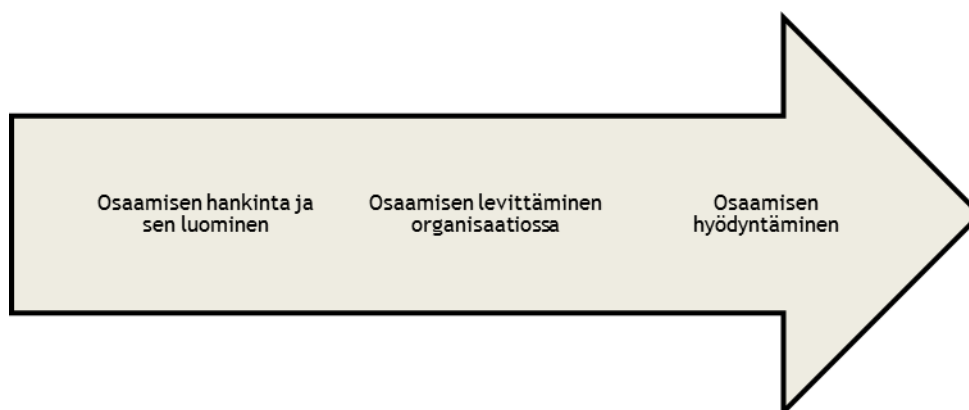 Osaamisen hankinta ja
sen luominen
Osaamisen levittäminen
organisaatiossa
Osaamisen
hyödyntäminen